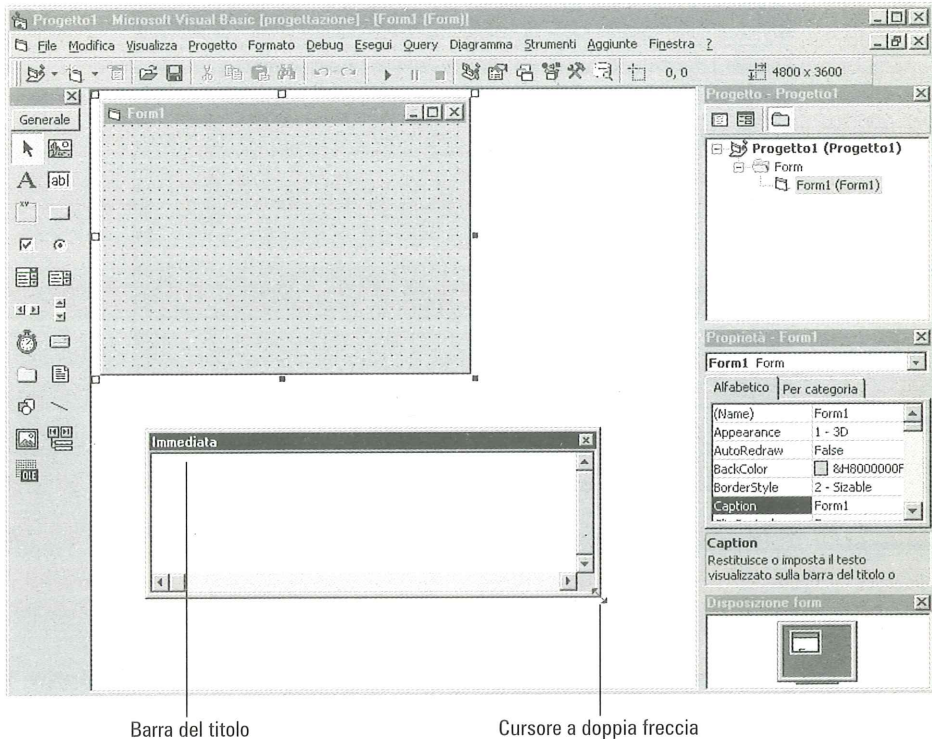 Progetto1 - Microsoft Visual Basic [progettazione] - [Form1 (Form)]
File Modifica Visualizza Progetto Formato Debug Esegui Query Diagramma Strumenti Aggiunte Finestra ?
0, 0 4800 x 3600
Generale
A ab|
xv
OLE
Form1
Immediata
Progetto - Progetto1
Progetto1 (Progetto1)
Form
Form1 (Form1)
Proprietà - Form1
Form1 Form
Alfabetico Per categoria
(Name) Form1
Appearance 1 - 3D
AutoRedraw False
BackColor &H8000000F
BorderStyle 2 - Sizable
Caption Form1
Caption
Restituisce o imposta il testo
visualizzato sulla barra del titolo o
Disposizione form
Barra del titolo
Cursore a doppia freccia